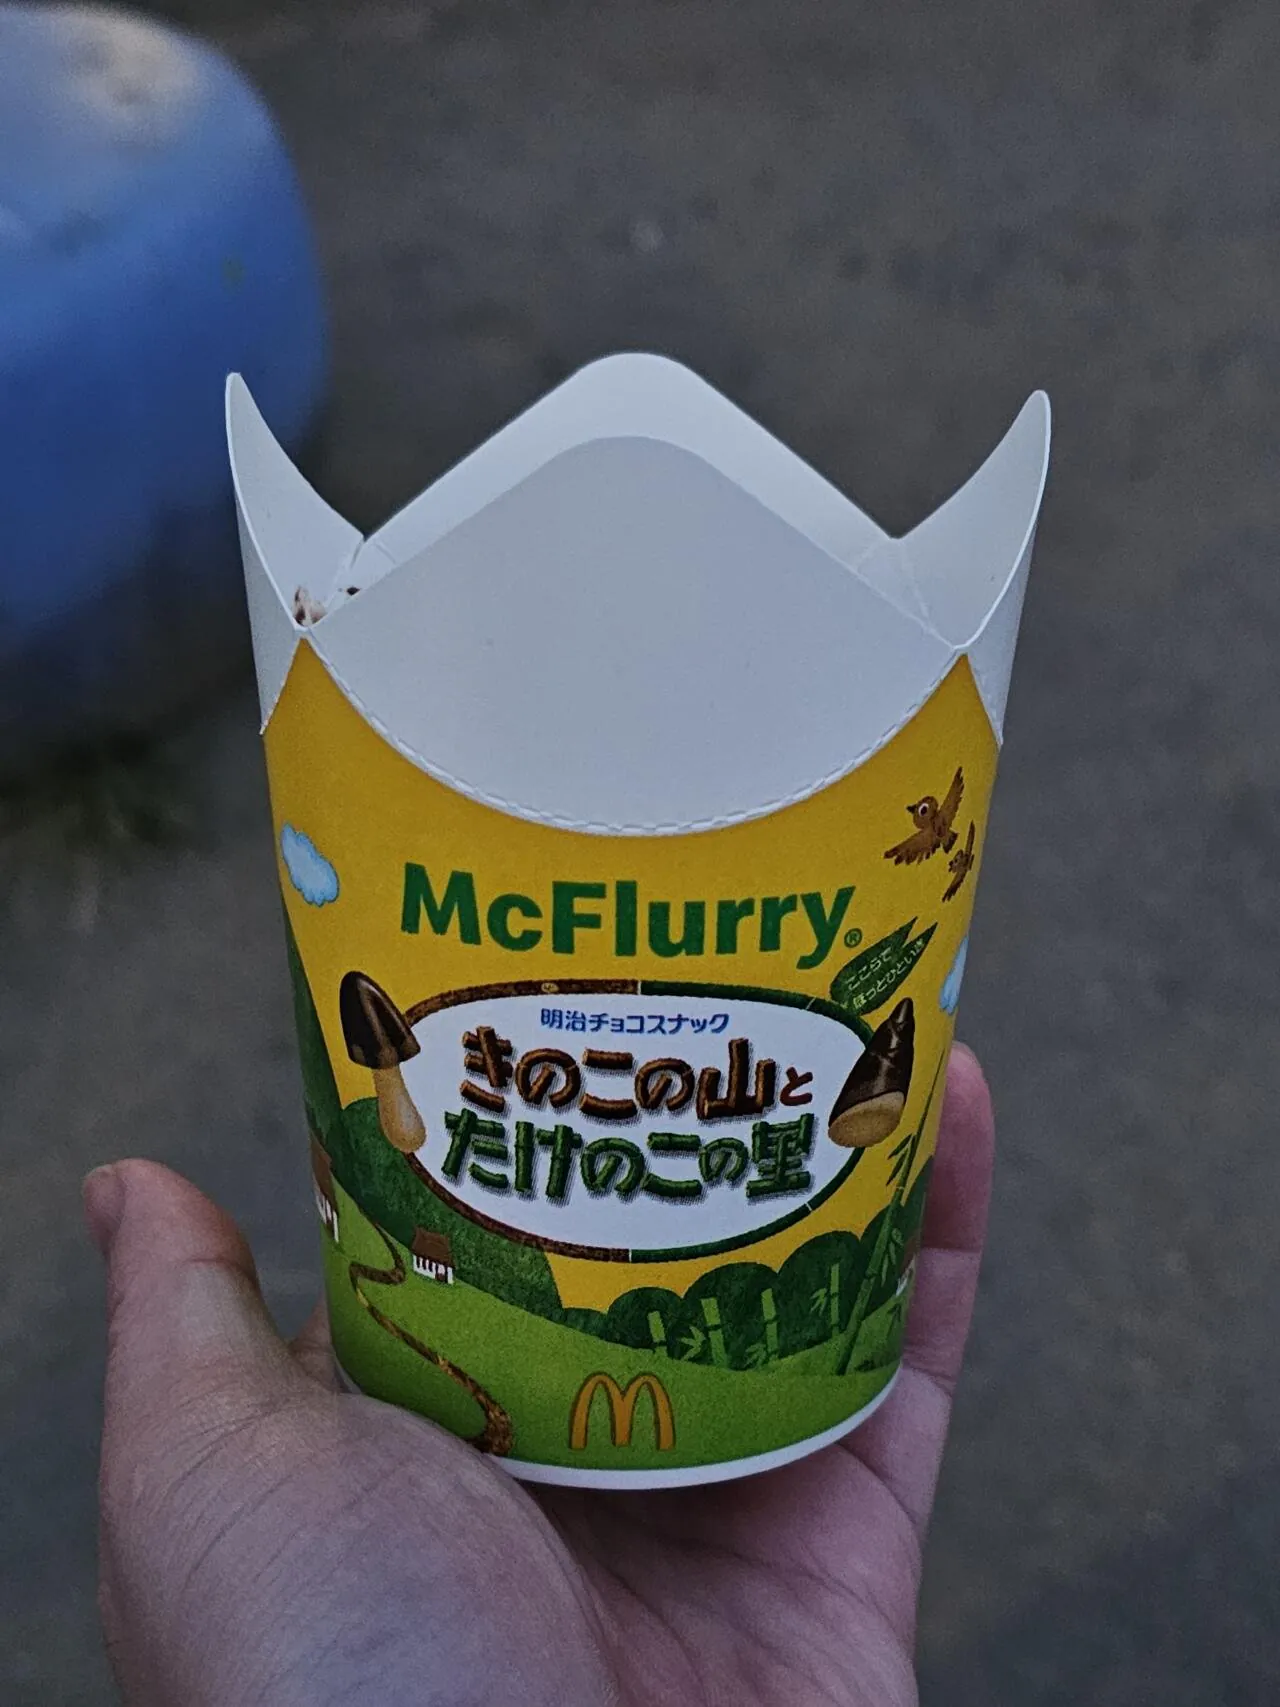 McFlurry®
ここらで
ほっとひといき
明治チョコスナック
きのこの山と
たけのこの里